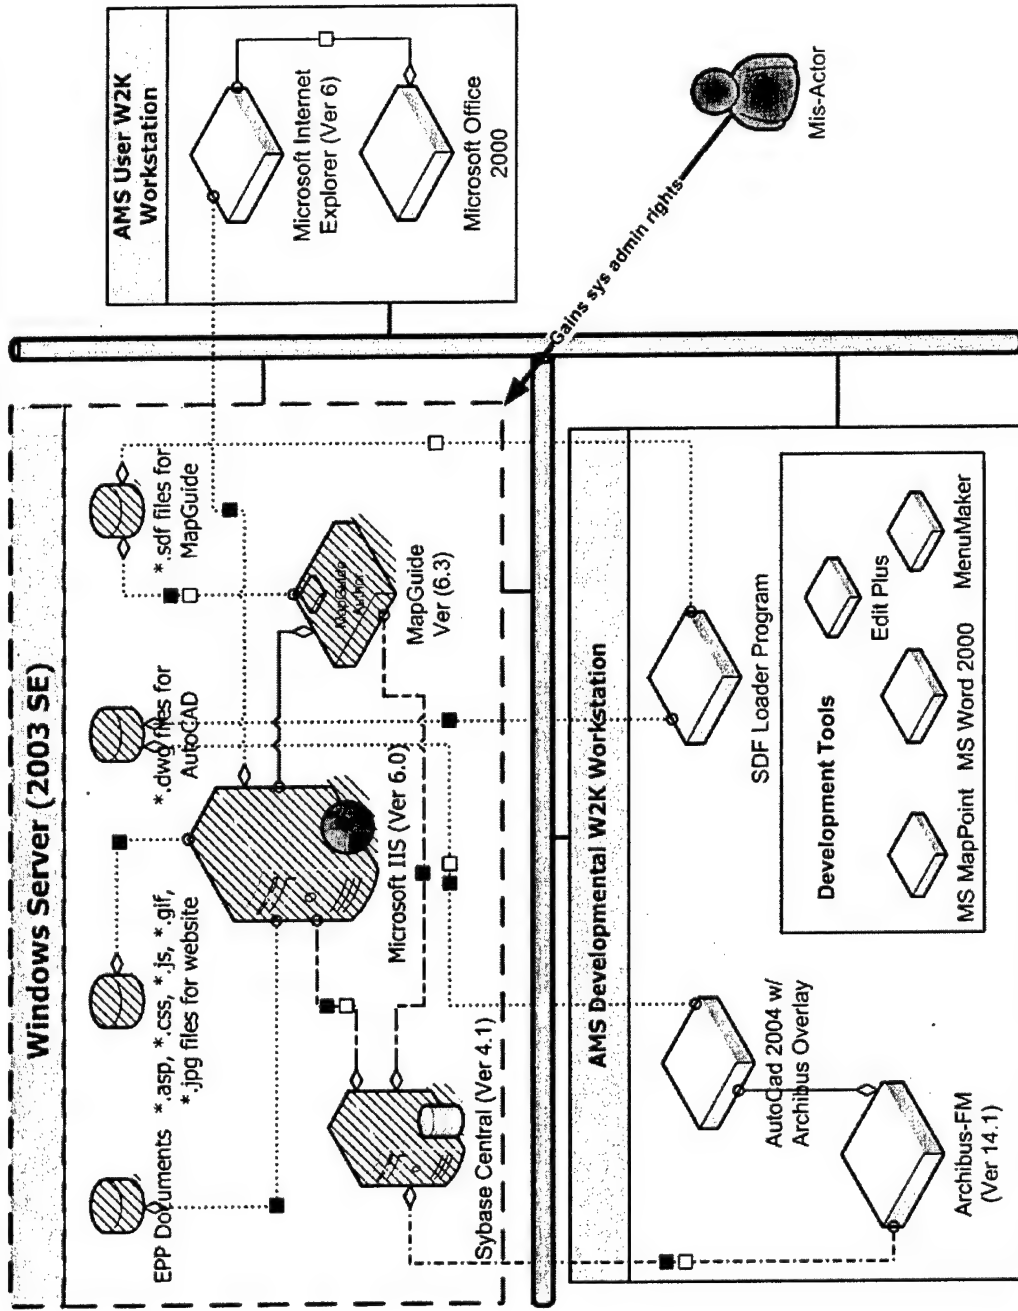 Windows Server (2003 SE)
EPP Documents
*.asp, *.css, *.js, *.gif,
*.jpg files for website
*.dwg files for
AutoCAD
*.sdf files for
MapGuide
Sybase Central (Ver 4.1)
Microsoft IIS (Ver 6.0)
MapGuide
Author
MapGuide
Ver (6.3)
AMS User W2K
Workstation
Microsoft Internet
Explorer (Ver 6)
Microsoft Office
2000
Gains sys admin rights
Mis-Actor
AMS Developmental W2K Workstation
AutoCad 2004 w/
Archibus Overlay
Archibus-FM
(Ver 14.1)
SDF Loader Program
Development Tools
Edit Plus
MS MapPoint
MS Word 2000
MenuMaker